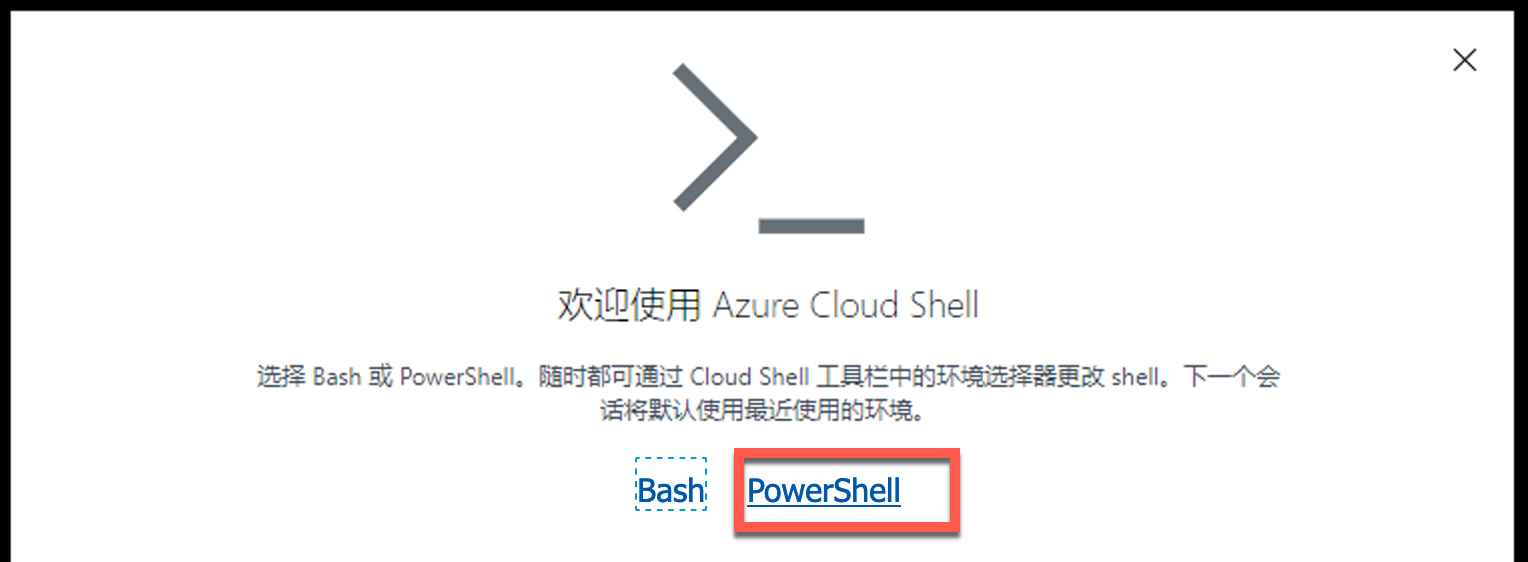 欢迎使用 Azure Cloud Shell
选择 Bash 或 PowerShell。随时都可通过 Cloud Shell 工具栏中的环境选择器更改 shell。下一个会
话将默认使用最近使用的环境。
Bash PowerShell